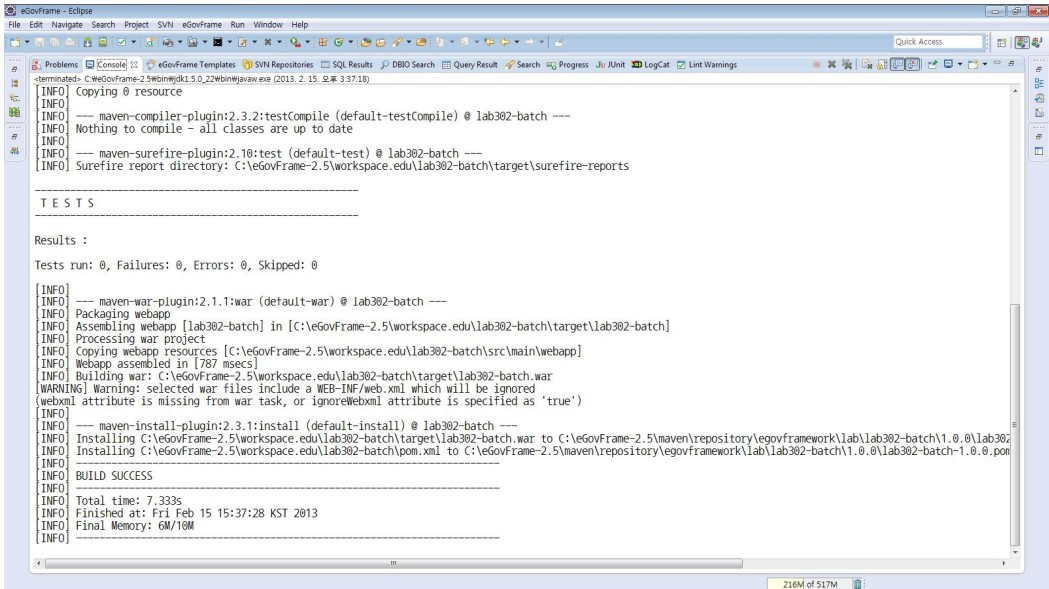 eGovFrame - Eclipse
File Edit Navigate Search Project SVN eGovFrame Run Window Help
Quick Access
Problems Console eGovFrame Templates SVN Repositories SQL Results DBIO Search Query Result Search Progress JUnit LogCat Lint Warnings
<terminated> C:₩eGovFrame-2.5₩bin₩jdk1.5.0_22₩bin₩javaw.exe (2013. 2. 15. 오후 3:37:18)
[INFO] Copying 0 resource
[INFO]
[INFO] --- maven-compiler-plugin:2.3.2:testCompile (default-testCompile) @ lab302-batch ---
[INFO] Nothing to compile - all classes are up to date
[INFO]
[INFO] --- maven-surefire-plugin:2.10:test (default-test) @ lab302-batch ---
[INFO] Surefire report directory: C:\eGovFrame-2.5\workspace.edu\lab302-batch\target\surefire-reports
-------------------------------------------------------
T E S T S
-------------------------------------------------------
Results :
Tests run: 0, Failures: 0, Errors: 0, Skipped: 0
[INFO]
[INFO] --- maven-war-plugin:2.1.1:war (default-war) @ lab302-batch ---
[INFO] Packaging webapp
[INFO] Assembling webapp [lab302-batch] in [C:\eGovFrame-2.5\workspace.edu\lab302-batch\target\lab302-batch]
[INFO] Processing war project
[INFO] Copying webapp resources [C:\eGovFrame-2.5\workspace.edu\lab302-batch\src\main\webapp]
[INFO] Webapp assembled in [787 msecs]
[INFO] Building war: C:\eGovFrame-2.5\workspace.edu\lab302-batch\target\lab302-batch.war
[WARNING] Warning: selected war files include a WEB-INF/web.xml which will be ignored
(webxml attribute is missing from war task, or ignoreWebxml attribute is specified as 'true')
[INFO]
[INFO] --- maven-install-plugin:2.3.1:install (default-install) @ lab302-batch ---
[INFO] Installing C:\eGovFrame-2.5\workspace.edu\lab302-batch\target\lab302-batch.war to C:\eGovFrame-2.5\maven\repository\egovframework\lab\lab302-batch\1.0.0\lab302
[INFO] Installing C:\eGovFrame-2.5\workspace.edu\lab302-batch\pom.xml to C:\eGovFrame-2.5\maven\repository\egovframework\lab\lab302-batch\1.0.0\lab302-batch-1.0.0.pom
[INFO] ------------------------------------------------------------------------
[INFO] BUILD SUCCESS
[INFO] ------------------------------------------------------------------------
[INFO] Total time: 7.333s
[INFO] Finished at: Fri Feb 15 15:37:28 KST 2013
[INFO] Final Memory: 6M/10M
[INFO] ------------------------------------------------------------------------
216M of 517M